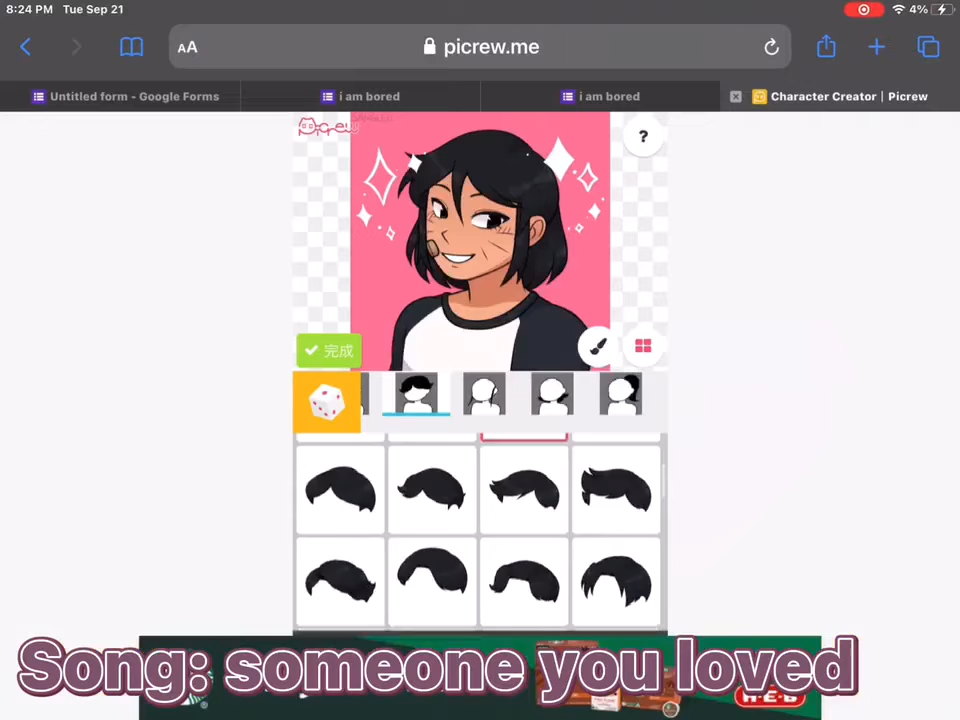 8:24 PM Tue Sep 21
4%
AA
picrew.me
Untitled form - Google Forms
i am bored
i am bored
Character Creator | Picrew
Picrew
?
完成
Song: someone you loved
H-E-B